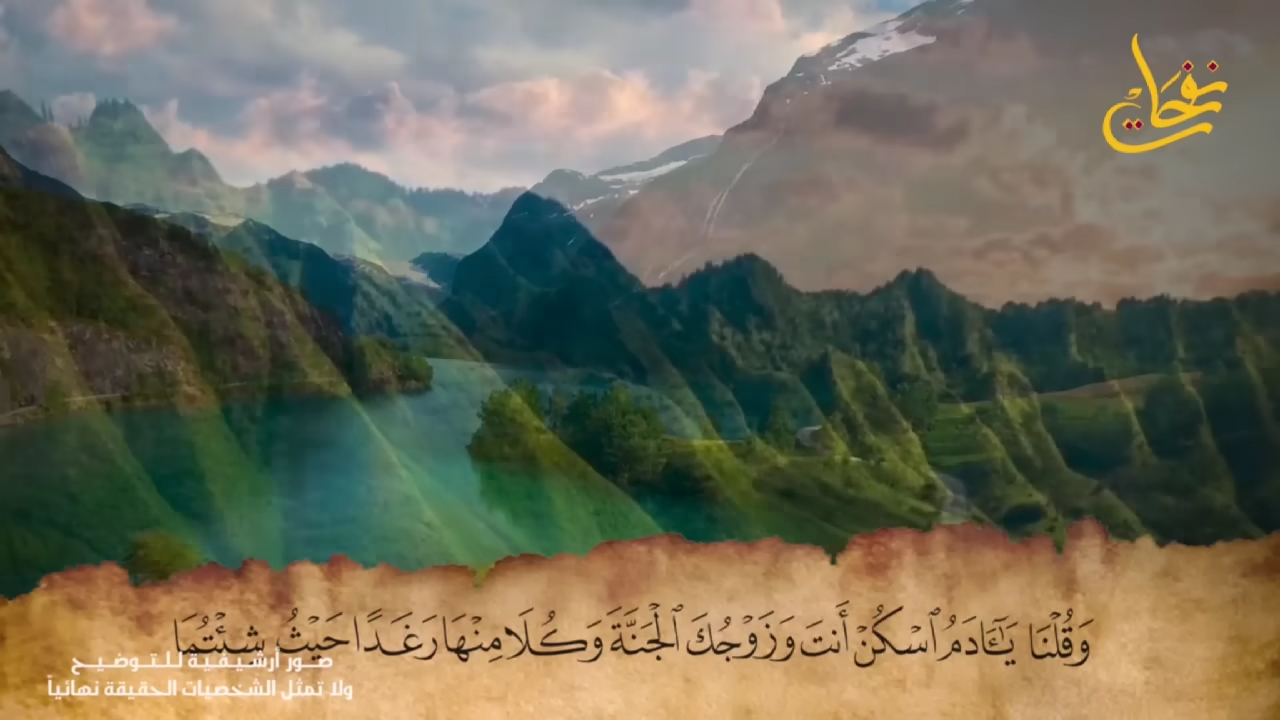 نفحات
وَقُلْنَا يَـٰٓـَٔادَمُ ٱسْكُنْ أَنتَ وَزَوْجُكَ ٱلْجَنَّةَ وَكُلَا مِنْهَا رَغَدًا حَيْثُ شِئْتُمَا
صور أرشيفية للتوضيح
ولا تمثل الشخصيات الحقيقة نهائياً